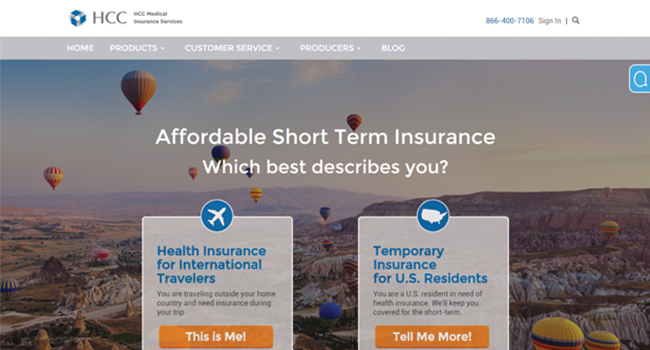 HCC
HCC Medical
Insurance Services
866-400-7106 Sign In |
HOME PRODUCTS CUSTOMER SERVICE PRODUCERS BLOG
Affordable Short Term Insurance
Which best describes you?
Health Insurance
for International
Travelers
You are traveling outside your home
country and need insurance during
your trip
This is Me!
Temporary
Insurance
for U.S. Residents
You are a U.S. resident in need of
health insurance. We'll keep you
covered for the short-term.
Tell Me More!